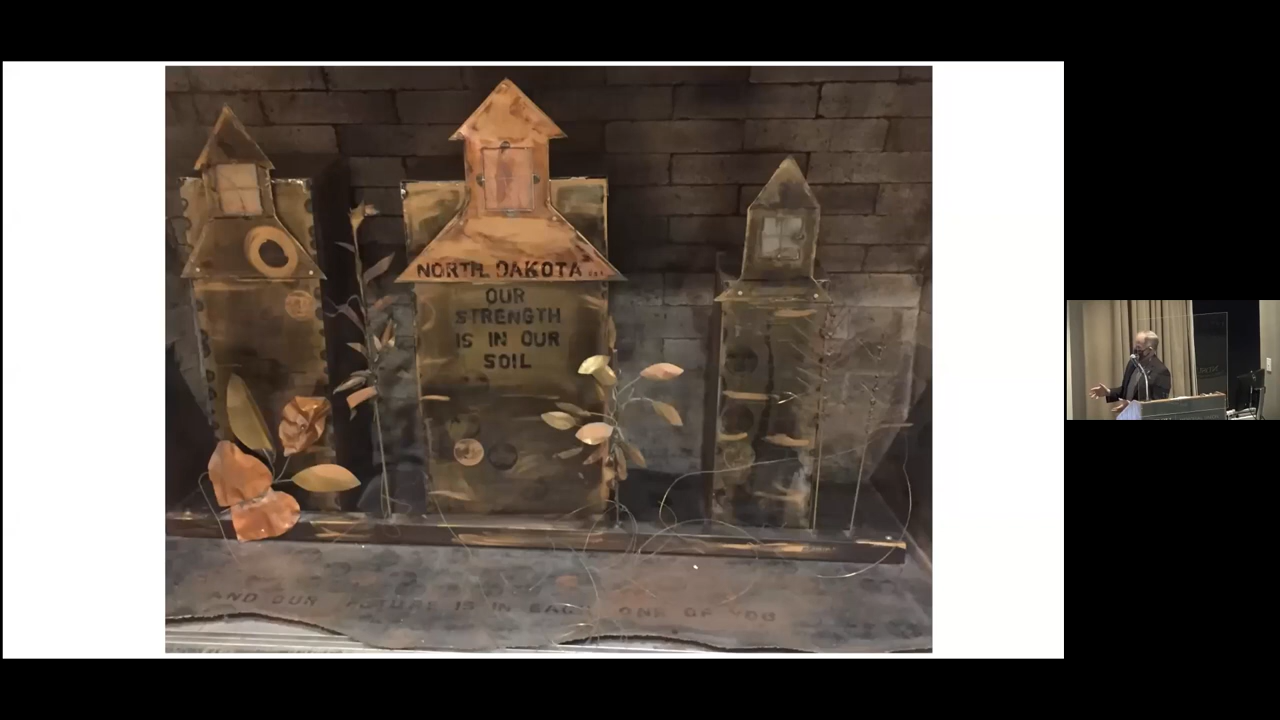 NORTH DAKOTA...
OUR
STRENGTH
IS IN OUR
SOIL
AND OUR FUTURE IS IN EACH ONE OF YOU